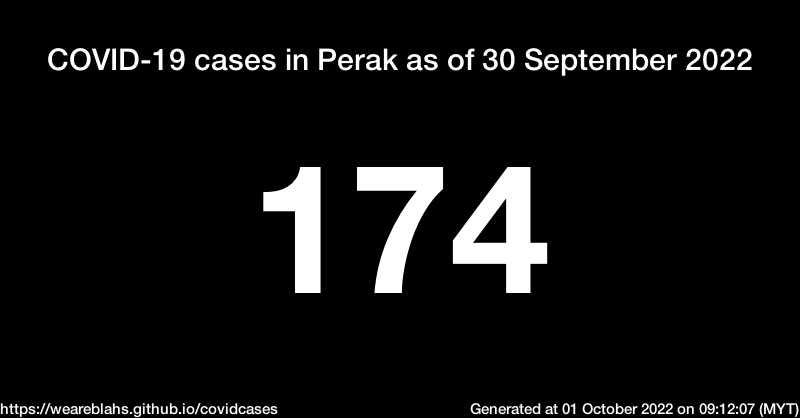 COVID-19 cases in Perak as of 30 September 2022
174
https://weareblahs.github.io/covidcases
Generated at 01 October 2022 on 09:12:07 (MYT)